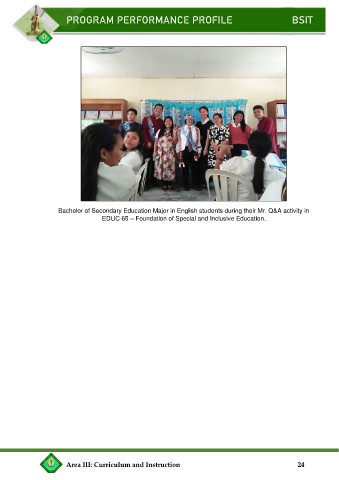 PROGRAM PERFORMANCE PROFILE BSIT
Bachelor of Secondary Education Major in English students during their Mr. Q&A activity in
EDUC 65 – Foundation of Special and Inclusive Education.
Area III: Curriculum and Instruction 24